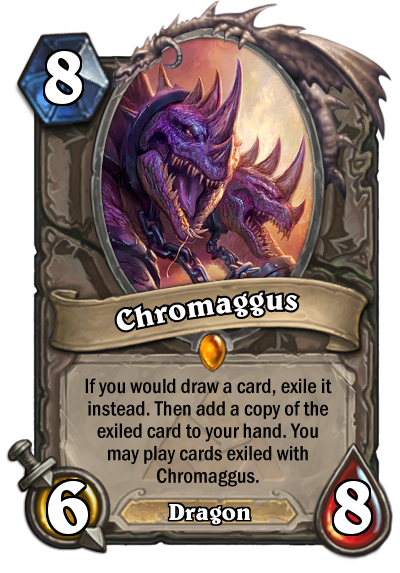 8
Chromaggus
If you would draw a card, exile it
instead. Then add a copy of the
exiled card to your hand. You
may play cards exiled with
Chromaggus.
6
Dragon
8